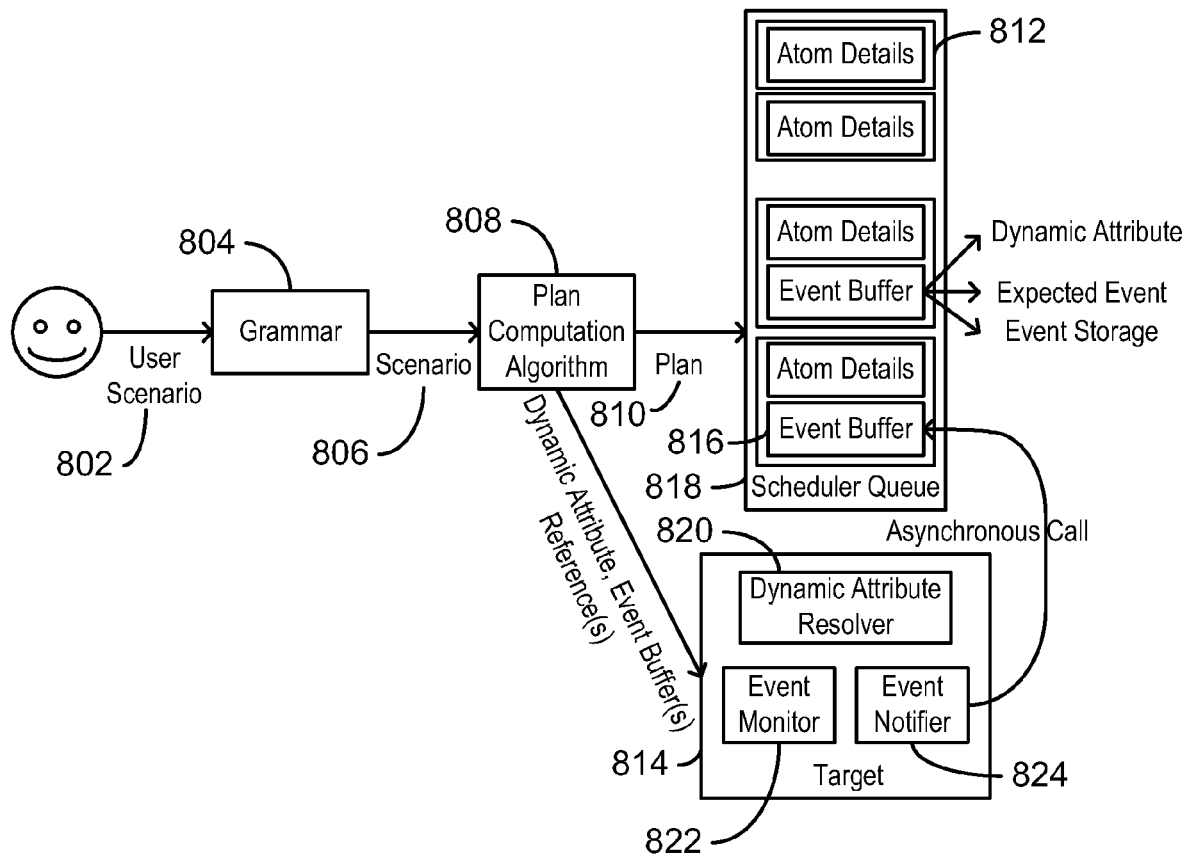 812
Atom Details
Atom Details
808
804
Atom Details
Dynamic Attribute
Event Buffer
Expected Event
Event Storage
Grammar
Plan
Computation
Algorithm
User
Scenario
Scenario
Plan
Atom Details
810
816
Event Buffer
802
806
818
Scheduler Queue
Dynamic Attribute, Event Buffer(s)
Reference(s)
820
Asynchronous Call
Dynamic Attribute
Resolver
Event
Monitor
Event
Notifier
814
Target
824
822